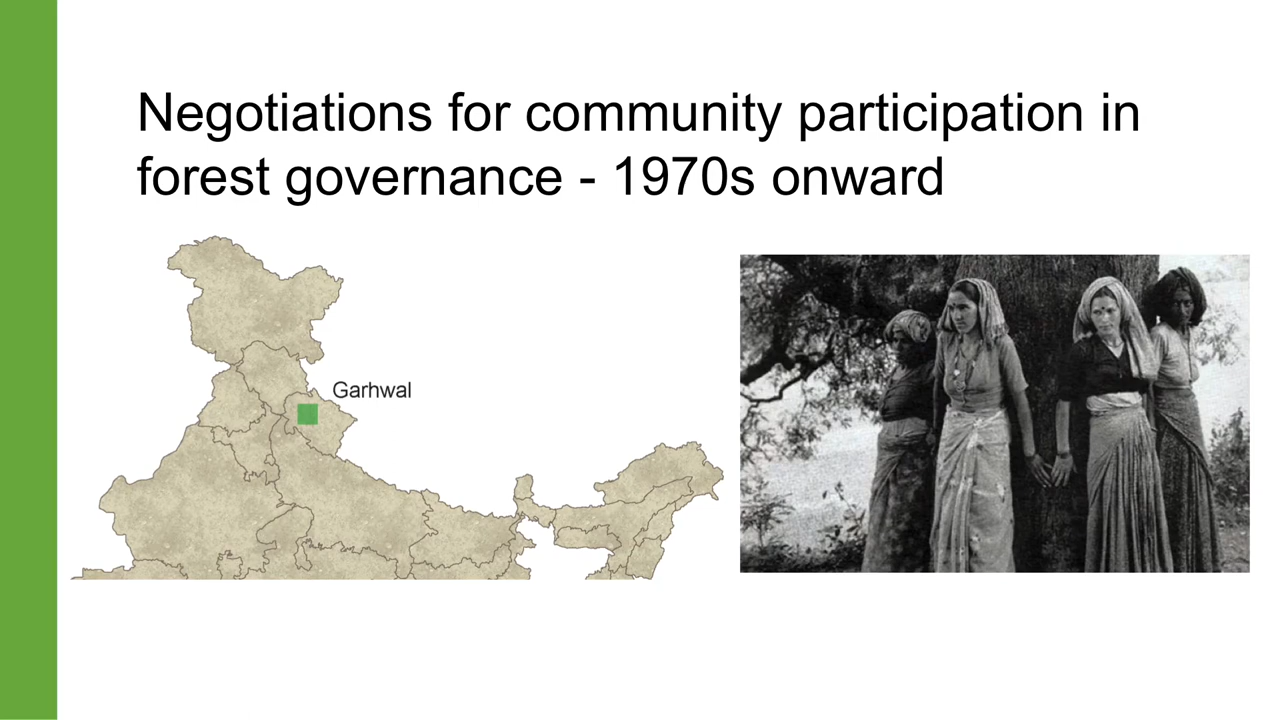 Negotiations for community participation in
forest governance - 1970s onward
Garhwal